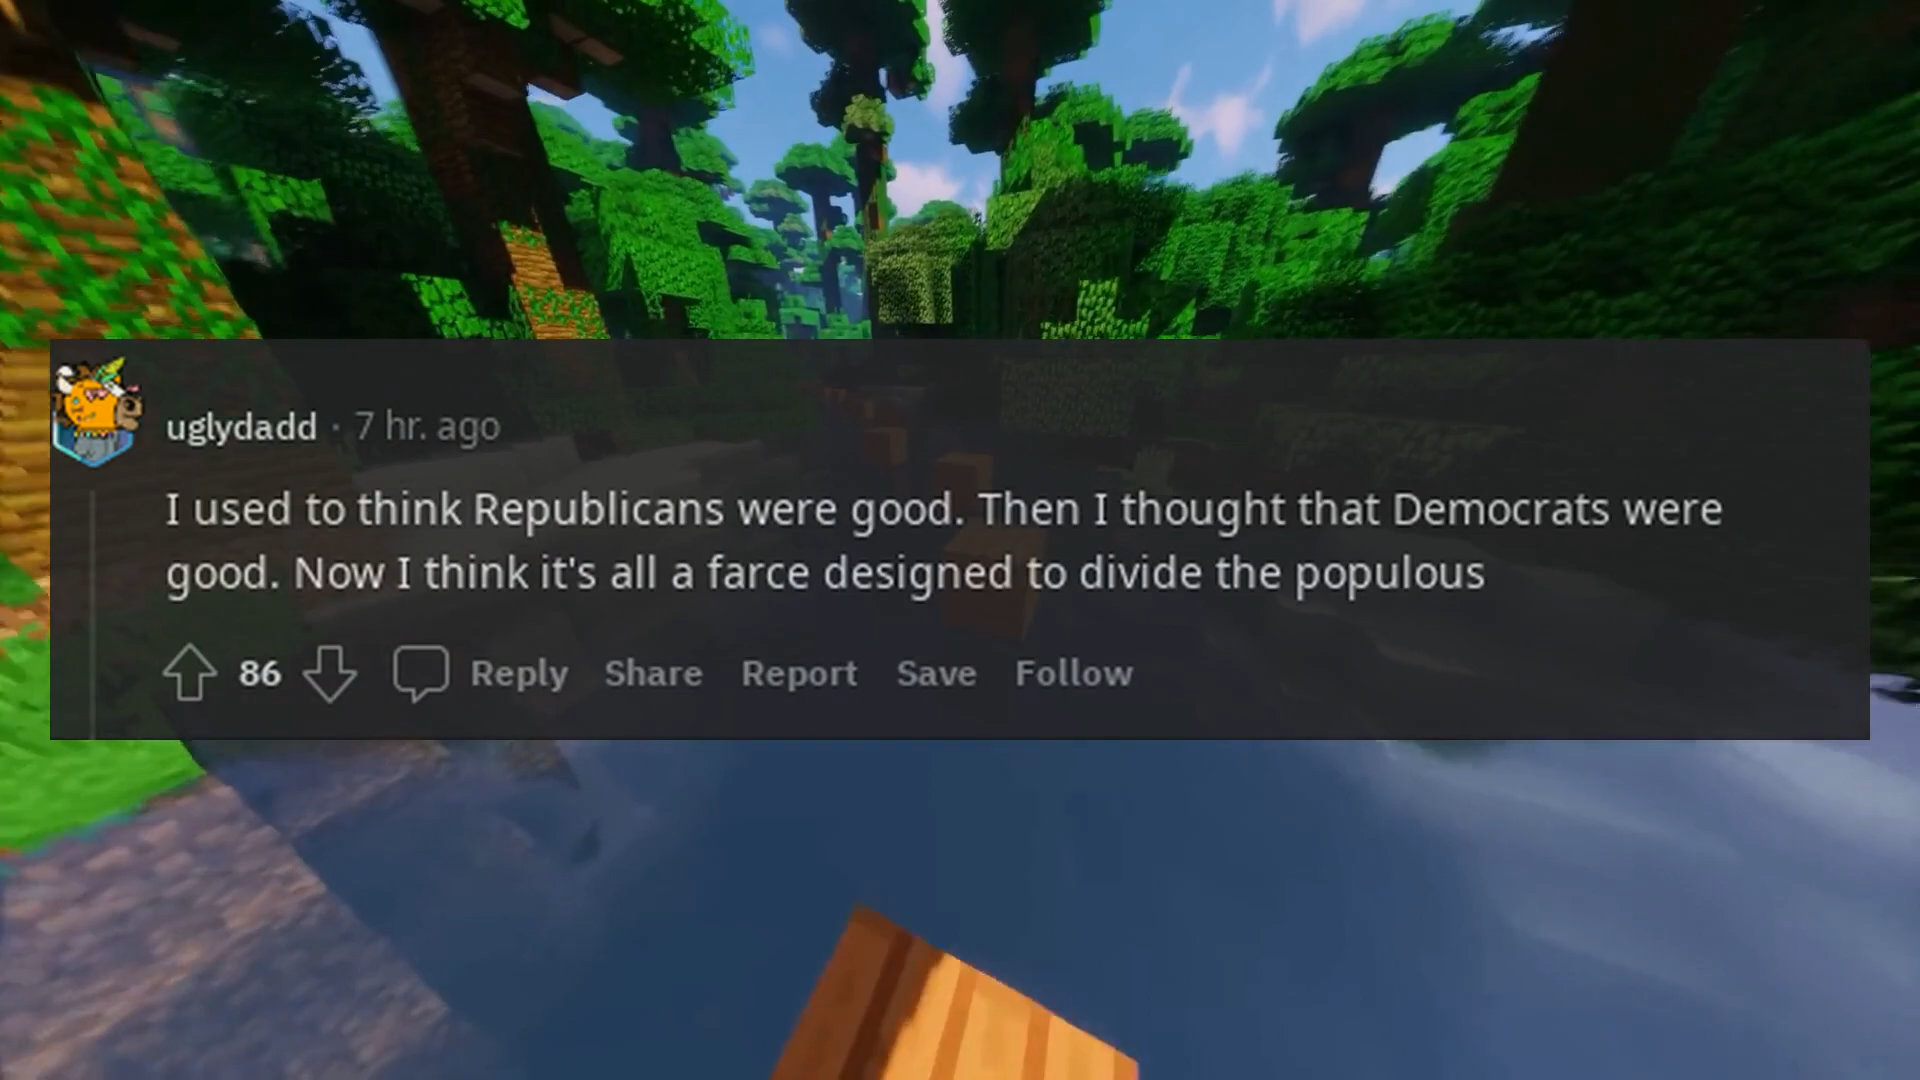 uglydadd · 7 hr. ago
I used to think Republicans were good. Then I thought that Democrats were
good. Now I think it's all a farce designed to divide the populous
86 Reply Share Report Save Follow